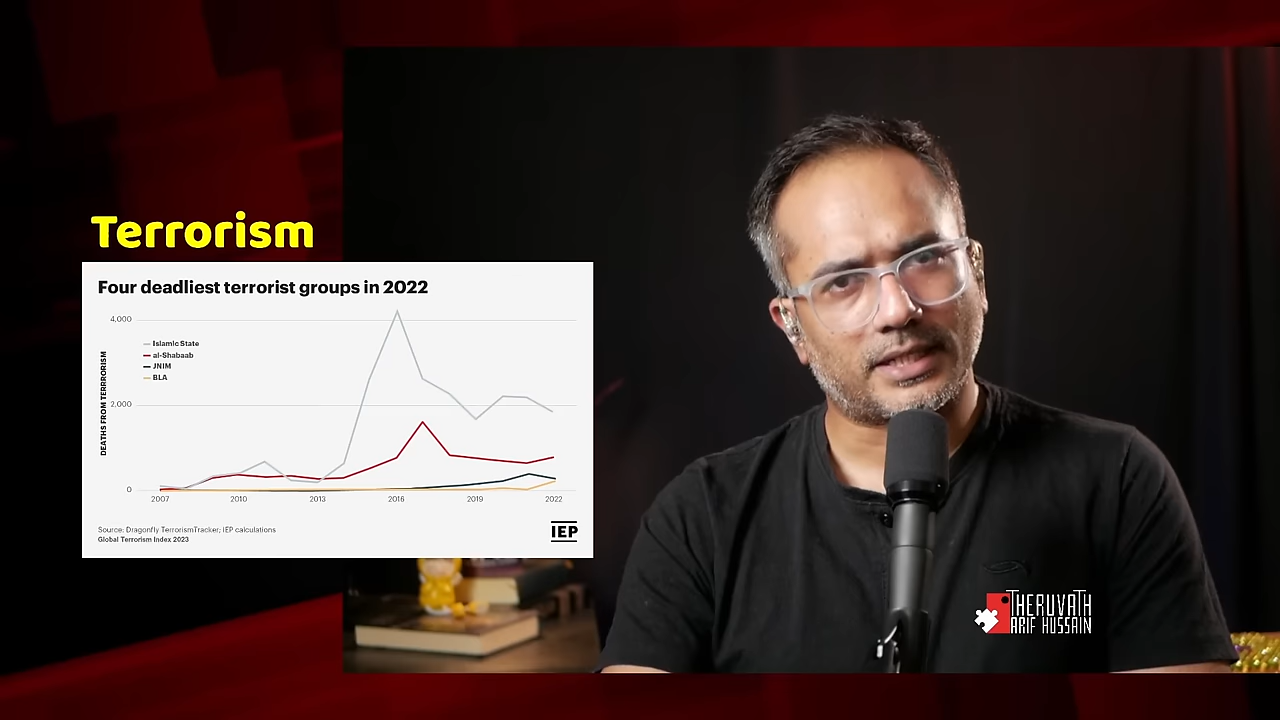 Terrorism
Four deadliest terrorist groups in 2022
4,000
Islamic State
al-Shabaab
JNIM
BLA
DEATHS FROM TERRRORISM
2,000
0
2007
2010
2013
2016
2019
2022
Source: Dragonfly TerrorismTracker; IEP calculations
Global Terrorism Index 2023
IEP
THERUVATH
ARIF HUSSAIN